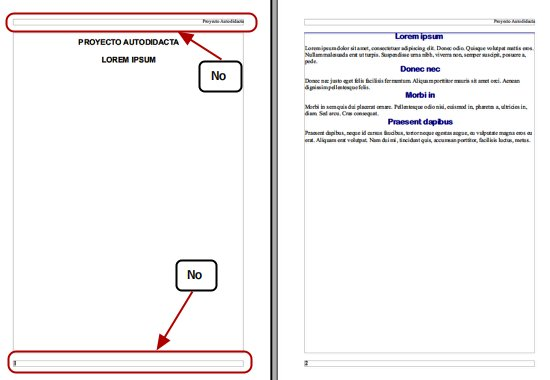 Proyecto Autodidacta
PROYECTO AUTODIDACTA
LOREM IPSUM
No
No
1
Proyecto Autodidacta
Lorem ipsum
Lorem ipsum dolor sit amet, consectetuer adipiscing elit. Donec odio. Quisque volutpat mattis eros.
Nullam malesuada erat ut turpis. Suspendisse urna nibh, viverra non, semper suscipit, posuere a,
pede.
Donec nec
Donec nec justo eget felis facilisis fermentum. Aliquam porttitor mauris sit amet orci. Aenean
dignissim pellentesque felis.
Morbi in
Morbi in sem quis dui placerat ornare. Pellentesque odio nisi, euismod in, pharetra a, ultricies in,
diam. Sed arcu. Cras consequat.
Praesent dapibus
Praesent dapibus, neque id cursus faucibus, tortor neque egestas augue, eu vulputate magna eros eu
erat. Aliquam erat volutpat. Nam dui mi, tincidunt quis, accumsan porttitor, facilisis luctus, metus.
2